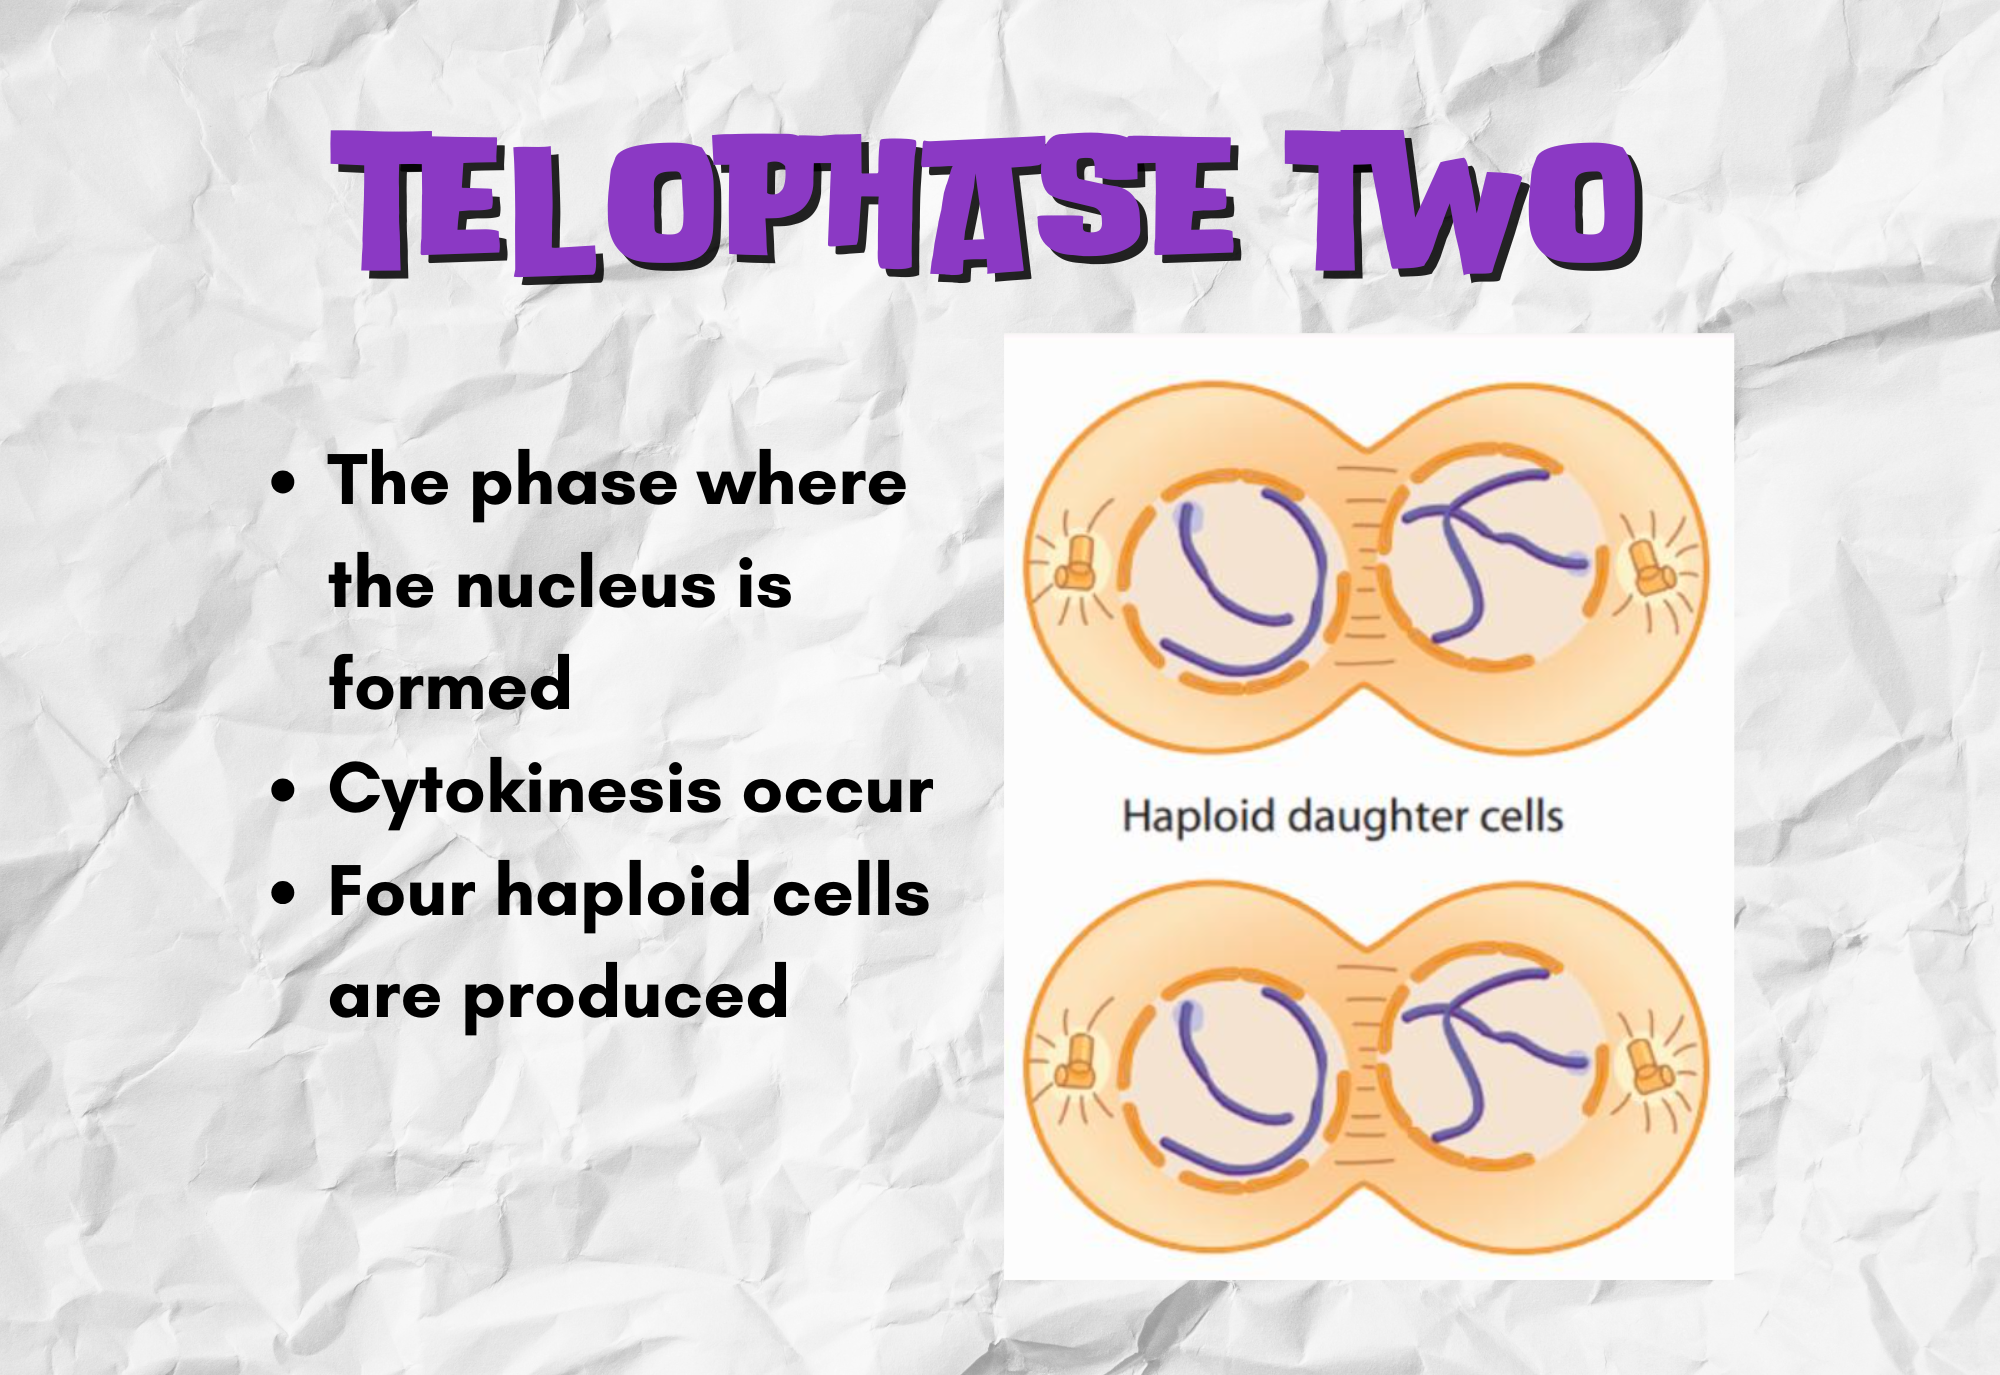 TELOPHASE TWO
• The phase where
the nucleus is
formed
• Cytokinesis occur
• Four haploid cells
are produced
Haploid daughter cells